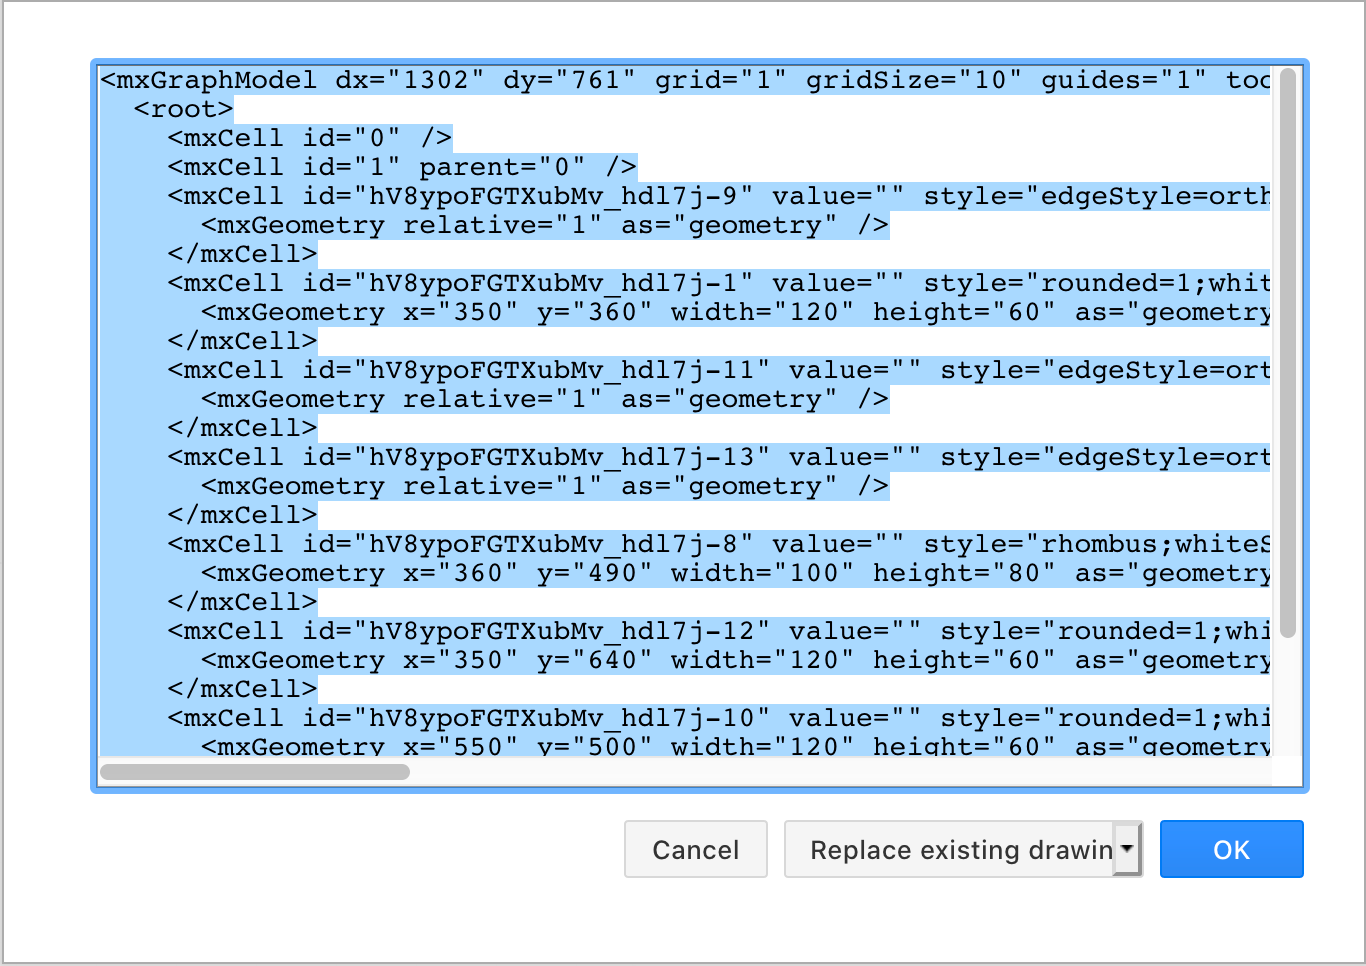 <mxGraphModel dx="1302" dy="761" grid="1" gridSize="10" guides="1" too
<root>
<mxCell id="0" />
<mxCell id="1" parent="0" />
<mxCell id="hV8ypoFGTXubMv_hdl7j-9" value="" style="edgeStyle=orth
<mxGeometry relative="1" as="geometry" />
</mxCell>
<mxCell id="hV8ypoFGTXubMv_hdl7j-1" value="" style="rounded=1;whit
<mxGeometry x="350" y="360" width="120" height="60" as="geometry
</mxCell>
<mxCell id="hV8ypoFGTXubMv_hdl7j-11" value="" style="edgeStyle=ort
<mxGeometry relative="1" as="geometry" />
</mxCell>
<mxCell id="hV8ypoFGTXubMv_hdl7j-13" value="" style="edgeStyle=ort
<mxGeometry relative="1" as="geometry" />
</mxCell>
<mxCell id="hV8ypoFGTXubMv_hdl7j-8" value="" style="rhombus;whiteS
<mxGeometry x="360" y="490" width="100" height="80" as="geometry
</mxCell>
<mxCell id="hV8ypoFGTXubMv_hdl7j-12" value="" style="rounded=1;whi
<mxGeometry x="350" y="640" width="120" height="60" as="geometry
</mxCell>
<mxCell id="hV8ypoFGTXubMv_hdl7j-10" value="" style="rounded=1;whi
<mxGeometry x="550" y="500" width="120" height="60" as="geometry
Cancel
Replace existing drawin
OK